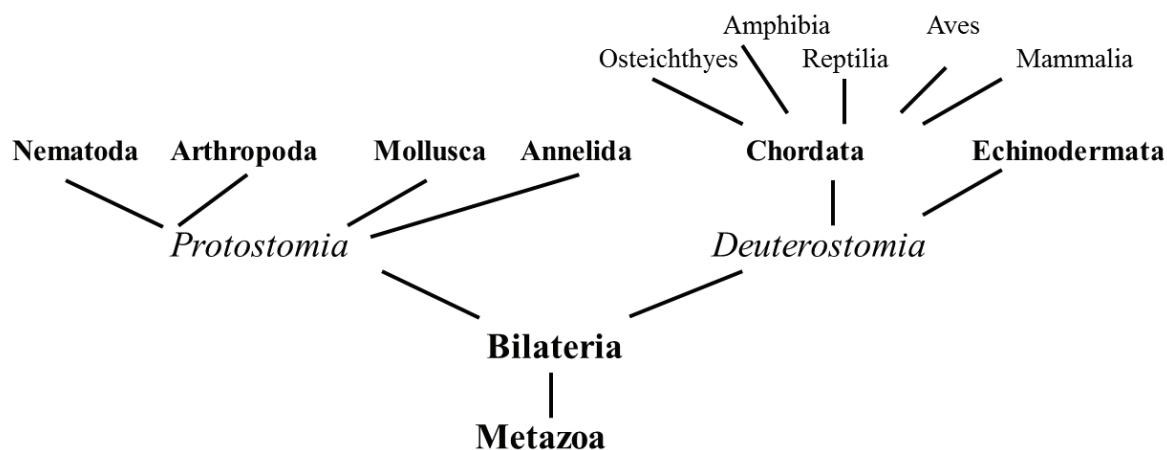 Amphibia Aves
Osteichthyes Reptilia Mammalia
Nematoda Arthropoda Mollusca Annelida Chordata Echinodermata
Protostomia Deuterostomia
Bilateria
Metazoa